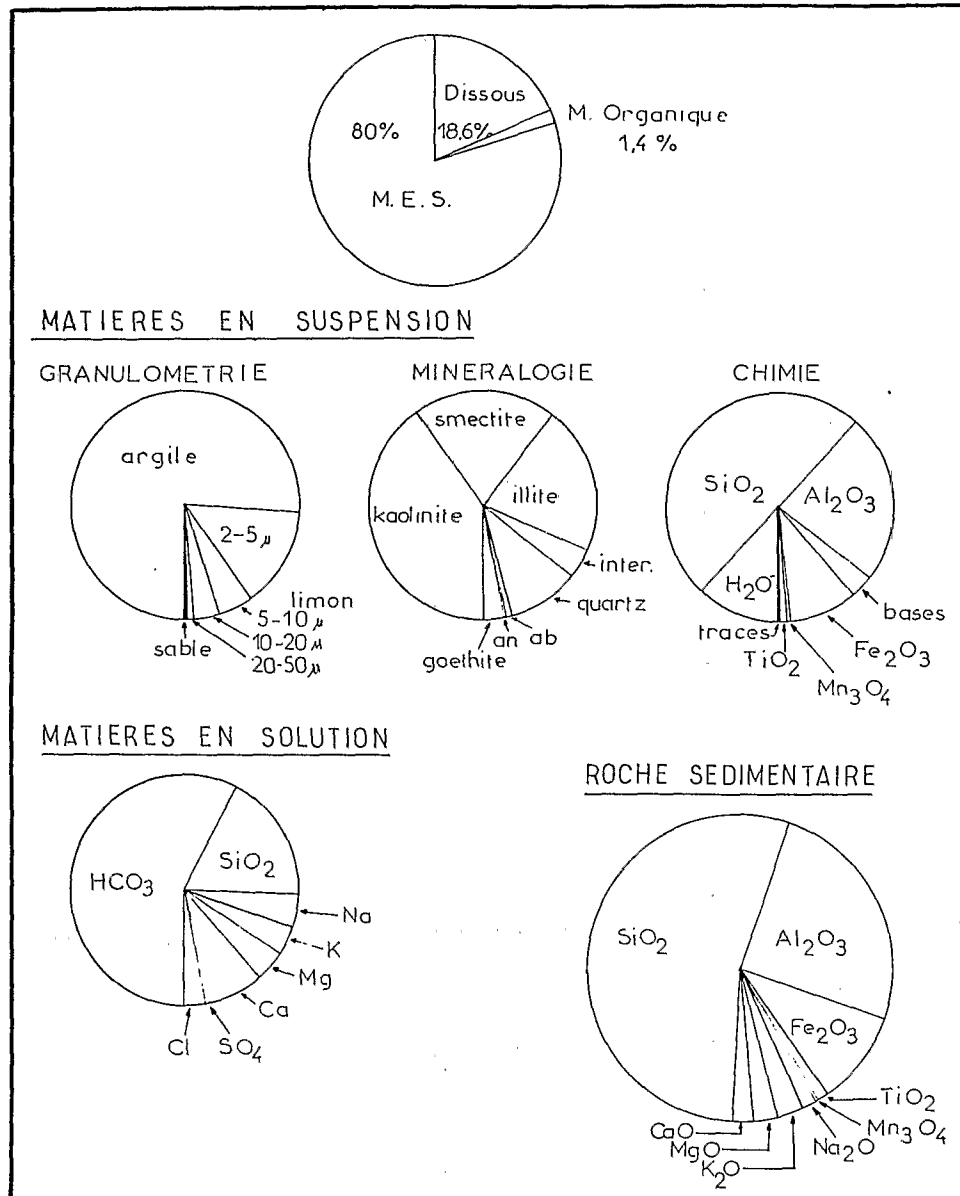 Dissous
80%
18,6%
M. Organique
1,4 %
M. E. S.
MATIERES EN SUSPENSION
GRANULOMETRIE
argile
2-5 µ
limon
5-10 µ
10-20 µ
20-50 µ
sable
MINERALOGIE
smectite
illite
kaolinite
inter.
quartz
ab
an
goethite
CHIMIE
SiO2
Al2O3
H2O-
bases
traces
Fe2O3
TiO2
Mn3O4
MATIERES EN SOLUTION
HCO3
SiO2
Na
K
Mg
Ca
SO4
Cl
ROCHE SEDIMENTAIRE
SiO2
Al2O3
Fe2O3
TiO2
Mn3O4
Na2O
K2O
MgO
CaO